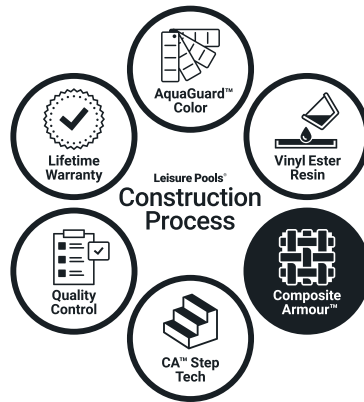 AquaGuard™
Color
Lifetime
Warranty
Vinyl Ester
Resin
Leisure Pools®
Construction
Process
Quality
Control
Composite
Armour™
CA™ Step
Tech